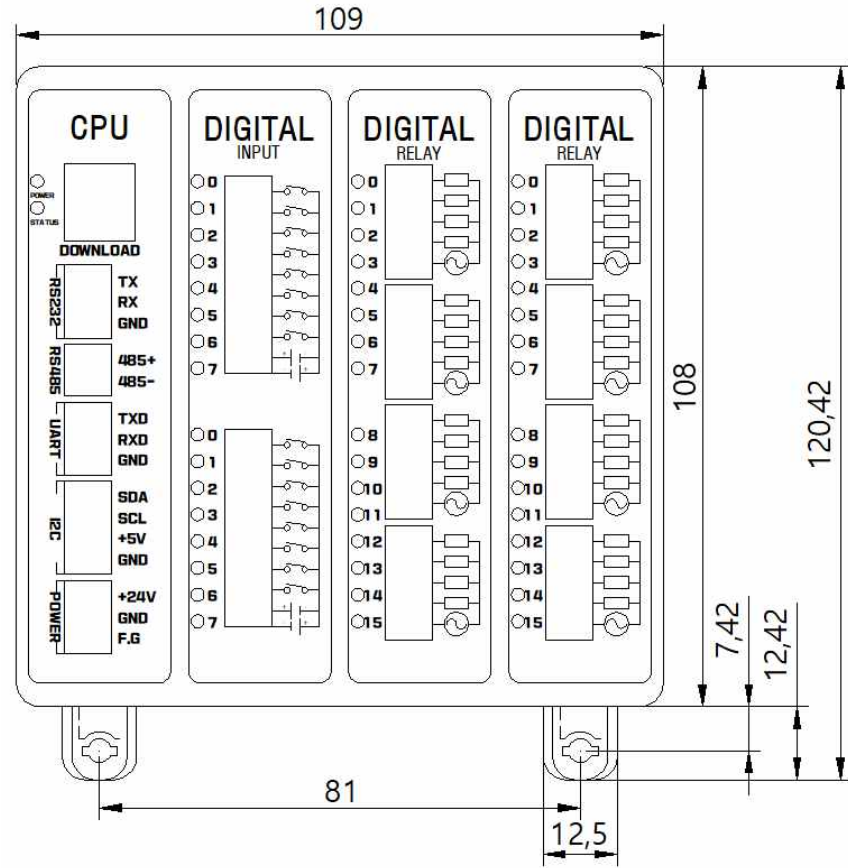 109
CPU
POWER
STATUS
DOWNLOAD
RS232
TX
RX
GND
RS485
485+
485-
UART
TXD
RXD
GND
I2C
SDA
SCL
+5V
GND
POWER
+24V
GND
F.G
DIGITAL
INPUT
0
1
2
3
4
5
6
7
0
1
2
3
4
5
6
7
DIGITAL
RELAY
0
1
2
3
4
5
6
7
8
9
10
11
12
13
14
15
DIGITAL
RELAY
0
1
2
3
4
5
6
7
8
9
10
11
12
13
14
15
108
120,42
7,42
12,42
81
12,5